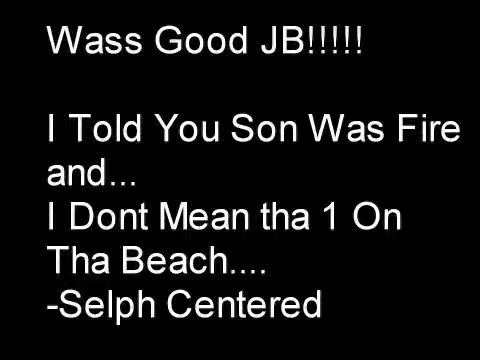 Wass Good JB!!!!!
I Told You Son Was Fire
and...
I Dont Mean tha 1 On
Tha Beach....
-Selph Centered